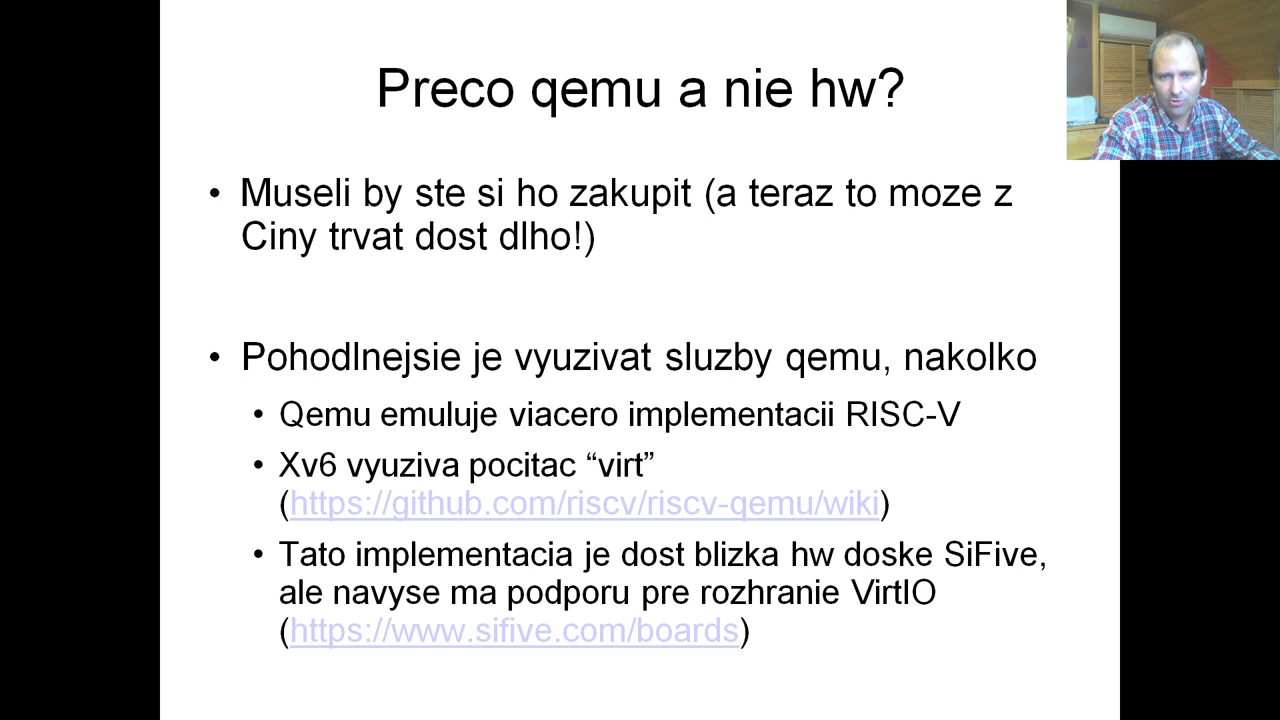 Preco qemu a nie hw?
• Museli by ste si ho zakupit (a teraz to moze z
Ciny trvat dost dlho!)
• Pohodlnejsie je vyuzivat sluzby qemu, nakolko
• Qemu emuluje viacero implementacii RISC-V
• Xv6 vyuziva pocitac “virt”
(https://github.com/riscv/riscv-qemu/wiki)
• Tato implementacia je dost blizka hw doske SiFive,
ale navyse ma podporu pre rozhranie VirtIO
(https://www.sifive.com/boards)